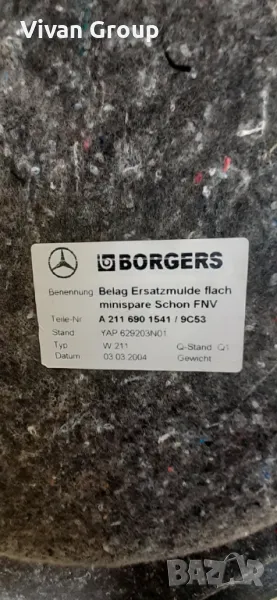 Vivan Group
BORGERS
Benennung Belag Ersatzmulde flach
minispare Schon FNV
Teile-Nr A 211 690 1541 / 9C53
Stand YAP 629203N01
Typ W 211 Q-Stand Q1
Datum 03.03.2004 Gewicht
BAZAR